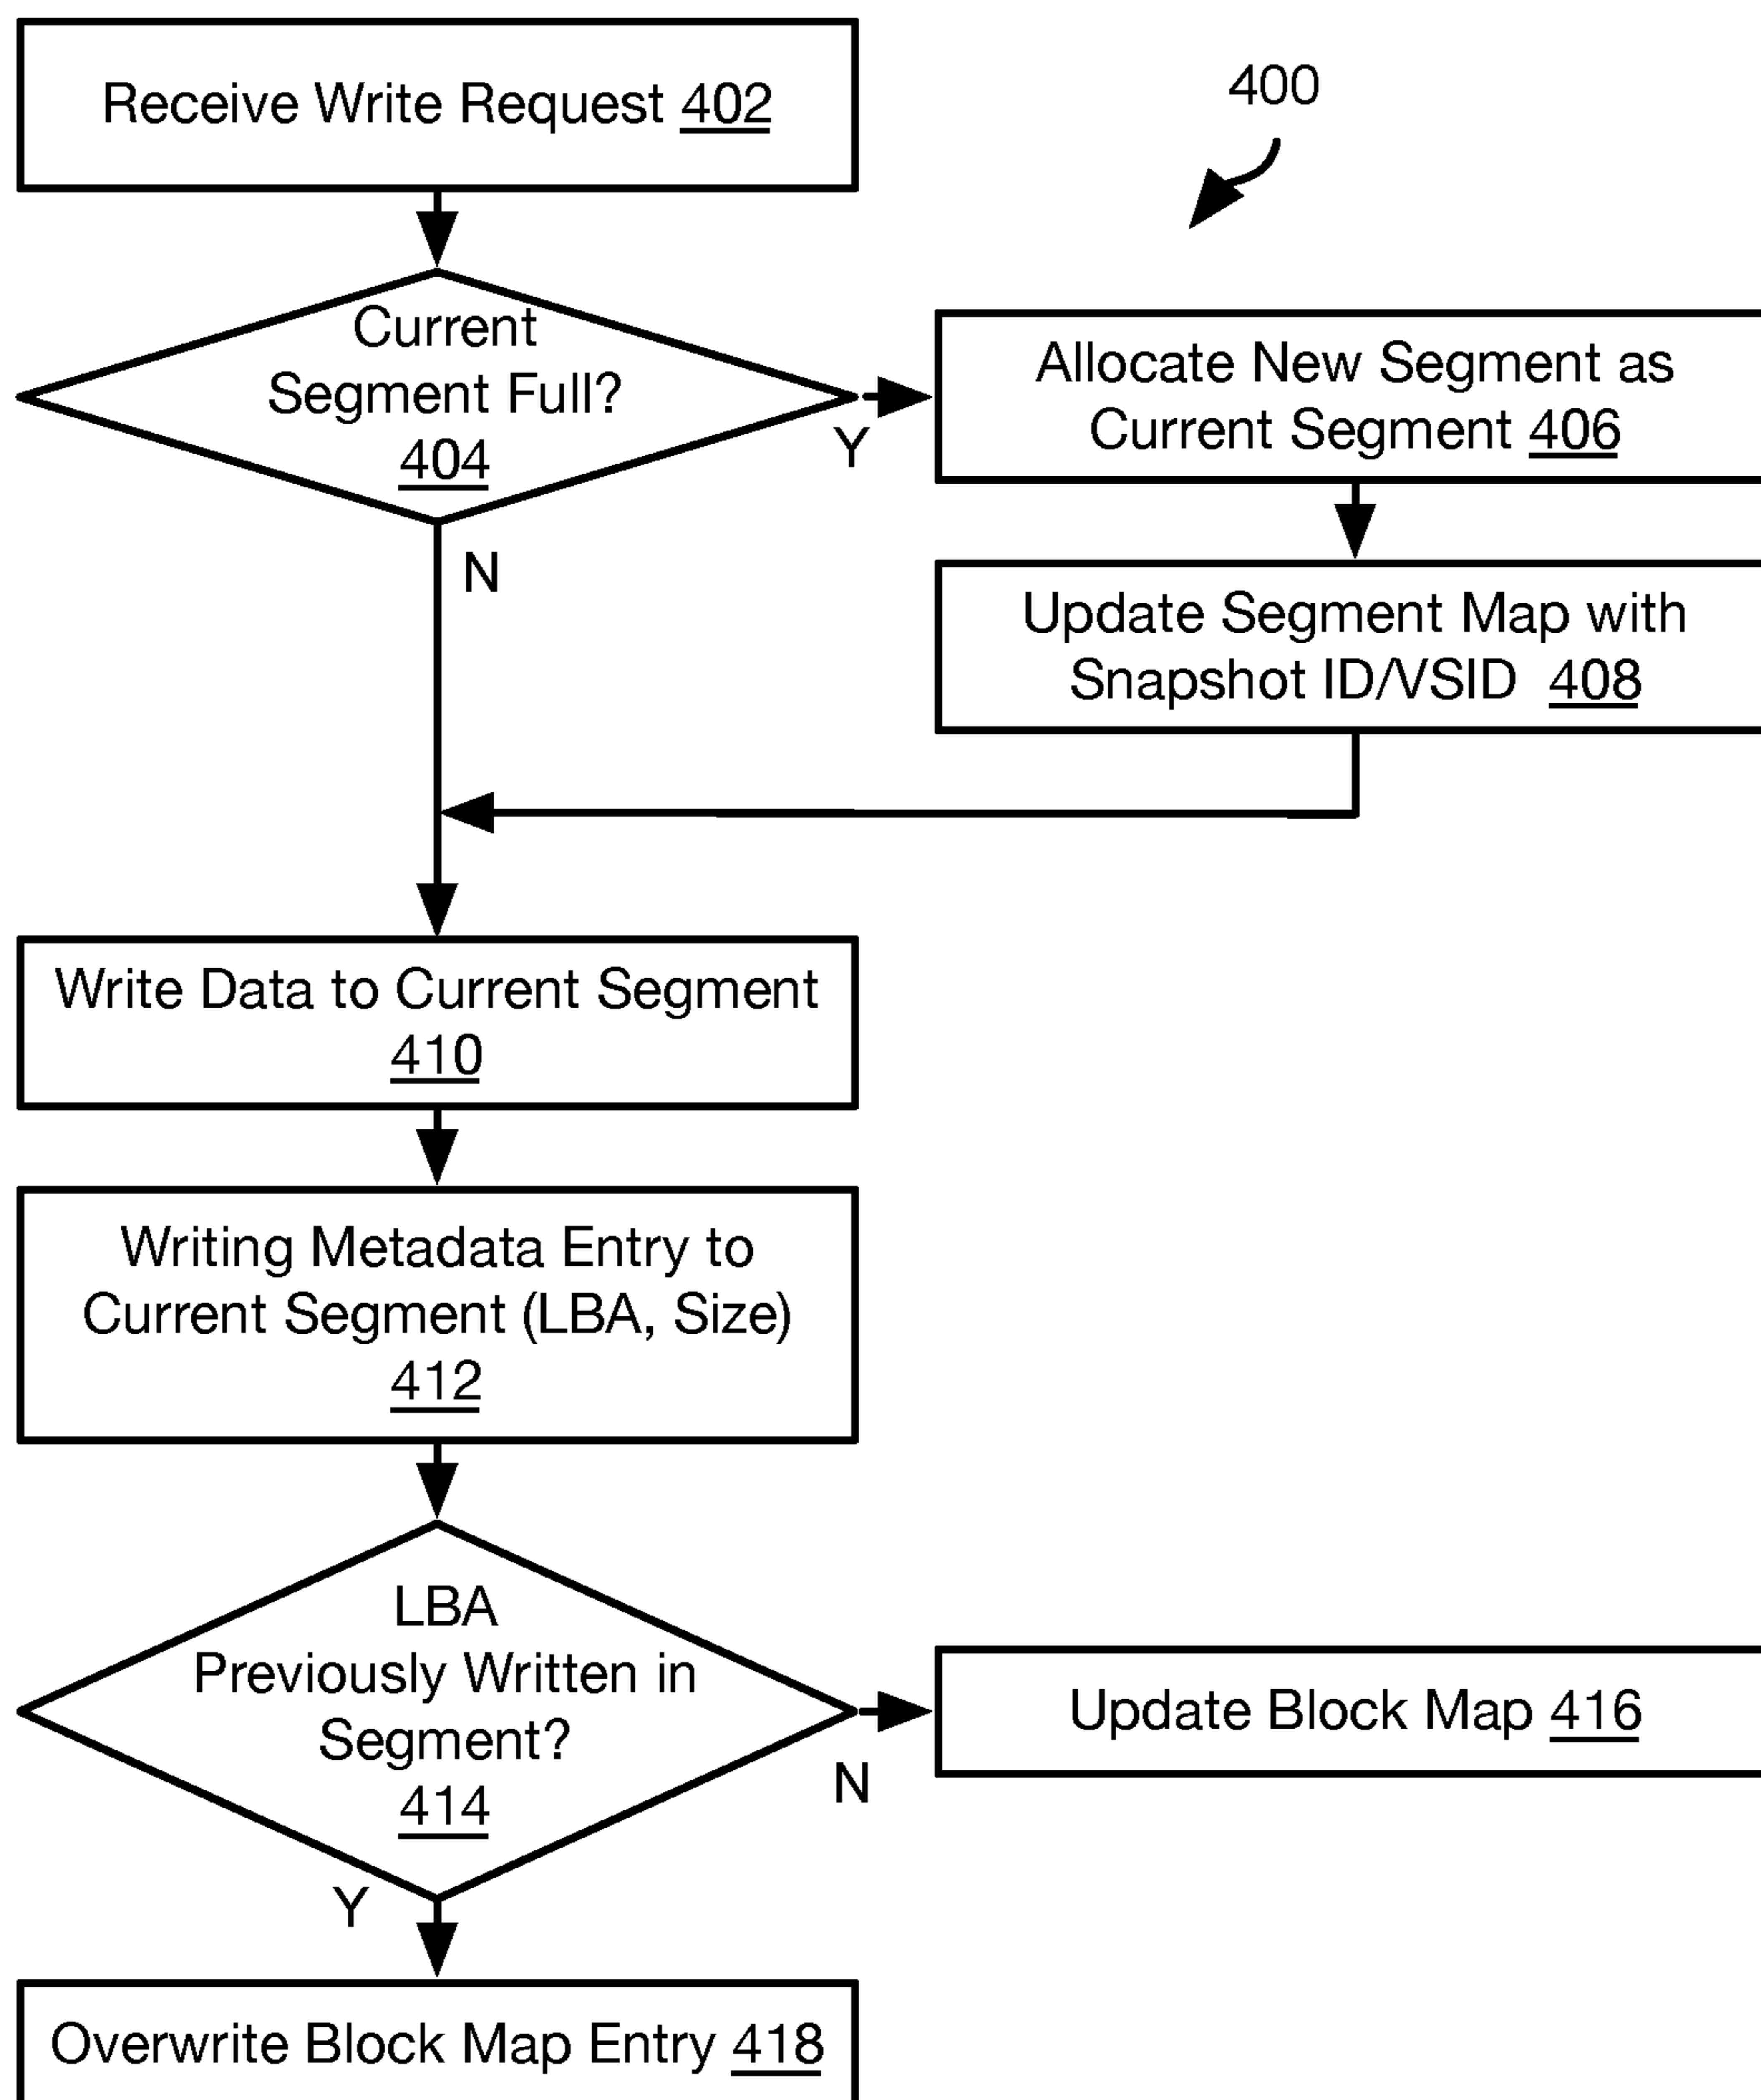 Receive Write Request 402
400
Current
Segment Full?
404
Y
N
Allocate New Segment as
Current Segment 406
Update Segment Map with
Snapshot ID/VSID 408
Write Data to Current Segment
410
Writing Metadata Entry to
Current Segment (LBA, Size)
412
LBA
Previously Written in
Segment?
414
N
Y
Update Block Map 416
Overwrite Block Map Entry 418